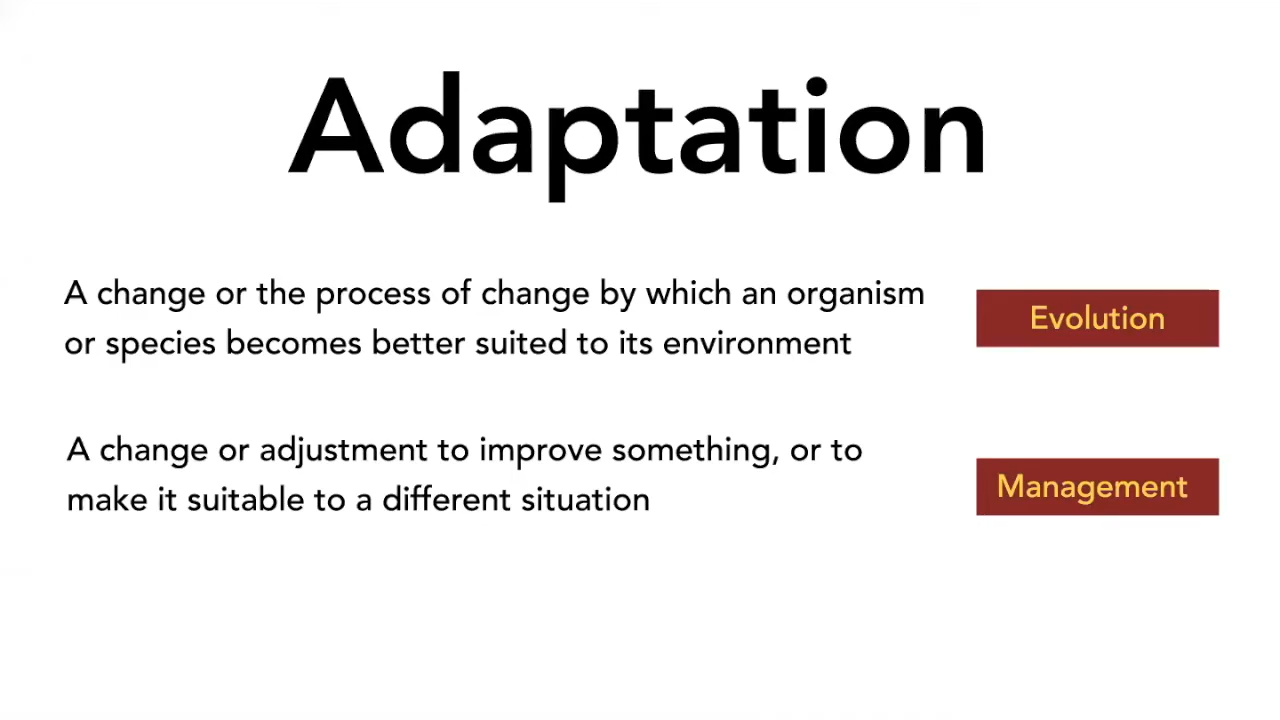 Adaptation
A change or the process of change by which an organism
or species becomes better suited to its environment
Evolution
A change or adjustment to improve something, or to
make it suitable to a different situation
Management